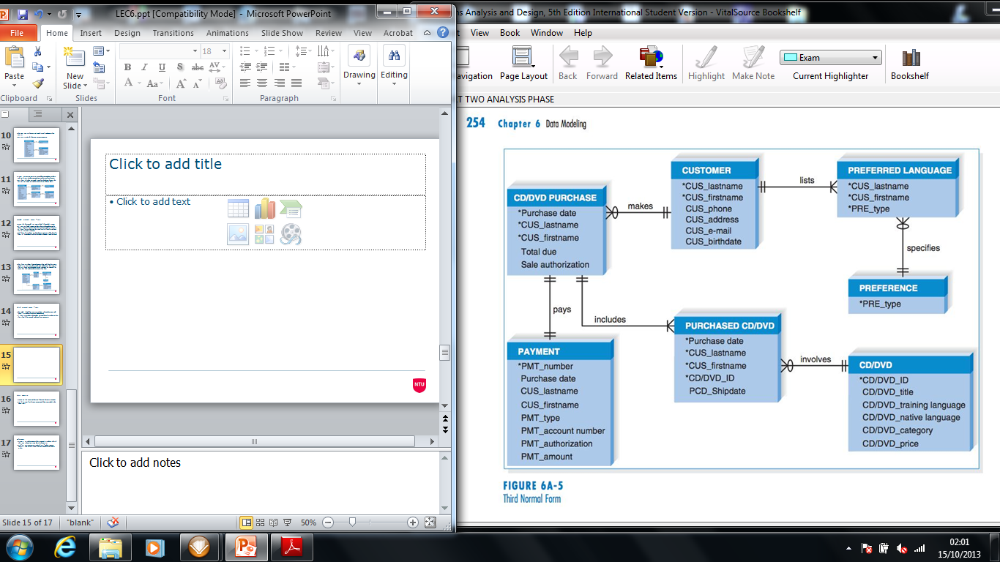 LEC6.ppt [Compatibility Mode] - Microsoft PowerPoint
File Home Insert Design Transitions Animations Slide Show Review View Acrobat
Paste
New
Slide
18
B I U S abc AV
A Aa A A
Drawing
Editing
Clipboard Slides Font Paragraph
10
11
12
13
14
15
16
17
Click to add title
• Click to add text
NTU
Click to add notes
Slide 15 of 17 "blank" 50%
ns Analysis and Design, 5th Edition International Student Version - VitalSource Bookshelf
t View Book Window Help
avigation Page Layout Back Forward Related Items Highlight Make Note
Exam
Current Highlighter
Bookshelf
T TWO ANALYSIS PHASE
254 Chapter 6 Data Modeling
CD/DVD PURCHASE
*Purchase date
*CUS_lastname
*CUS_firstname
Total due
Sale authorization
makes
CUSTOMER
*CUS_lastname
*CUS_firstname
CUS_phone
CUS_address
CUS_e-mail
CUS_birthdate
lists
PREFERRED LANGUAGE
*CUS_lastname
*CUS_firstname
*PRE_type
specifies
PREFERENCE
*PRE_type
pays
includes
PAYMENT
*PMT_number
Purchase date
CUS_lastname
CUS_firstname
PMT_type
PMT_account number
PMT_authorization
PMT_amount
PURCHASED CD/DVD
*Purchase date
*CUS_lastname
*CUS_firstname
*CD/DVD_ID
PCD_Shipdate
involves
CD/DVD
*CD/DVD_ID
CD/DVD_title
CD/DVD_training language
CD/DVD_native language
CD/DVD_category
CD/DVD_price
FIGURE 6A-5
Third Normal Form
02:01
15/10/2013